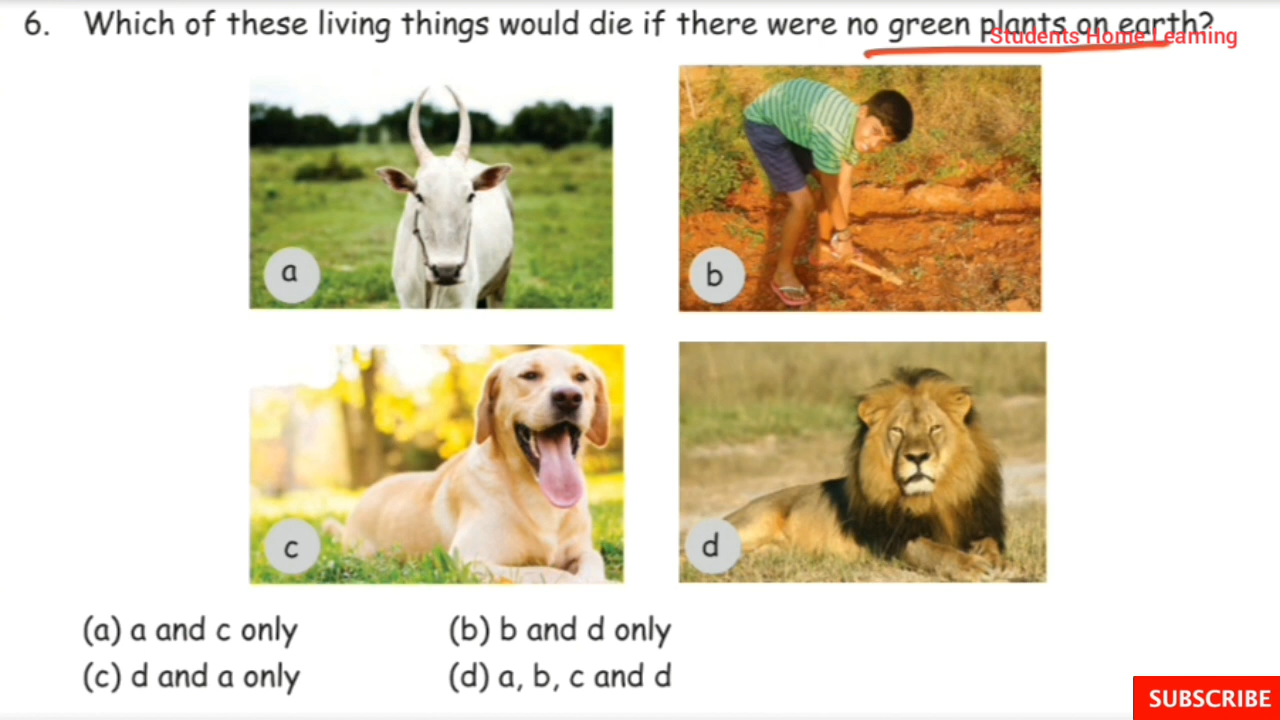 6. Which of these living things would die if there were no green plants on earth?
Students Home Learning
a
b
c
d
(a) a and c only
(b) b and d only
(c) d and a only
(d) a, b, c and d
SUBSCRIBE